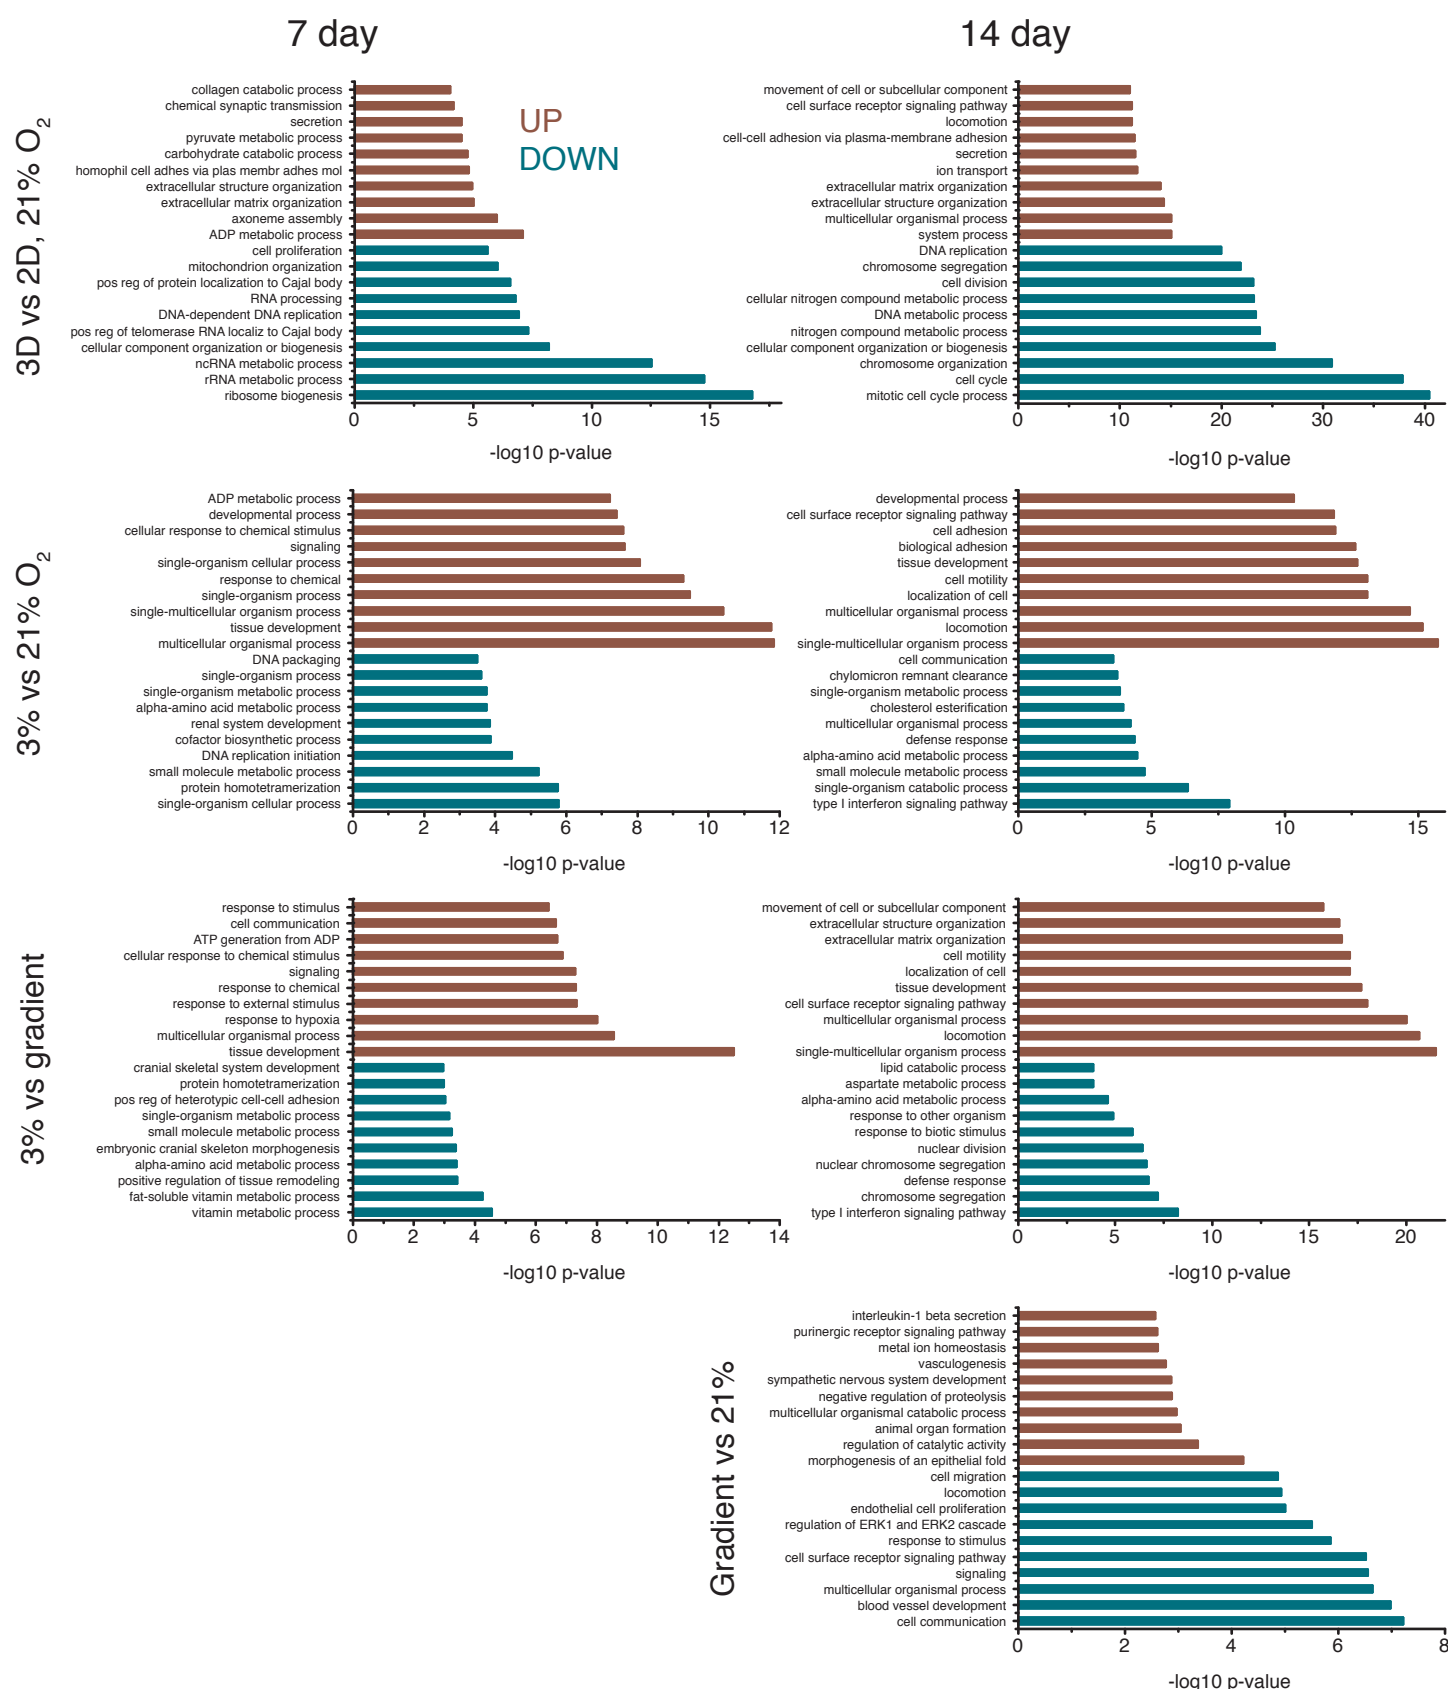 7 day
14 day
3D vs 2D, 21% O2
collagen catabolic process
chemical synaptic transmission
secretion
pyruvate metabolic process
carbohydrate catabolic process
homophil cell adhes via plas membr adhes mol
extracellular structure organization
extracellular matrix organization
axoneme assembly
ADP metabolic process
cell proliferation
mitochondrion organization
pos reg of protein localization to Cajal body
RNA processing
DNA-dependent DNA replication
pos reg of telomerase RNA localiz to Cajal body
cellular component organization or biogenesis
ncRNA metabolic process
rRNA metabolic process
ribosome biogenesis
UP
DOWN
0 5 10 15
-log10 p-value
movement of cell or subcellular component
cell surface receptor signaling pathway
locomotion
cell-cell adhesion via plasma-membrane adhesion
secretion
ion transport
extracellular matrix organization
extracellular structure organization
multicellular organismal process
system process
DNA replication
chromosome segregation
cell division
cellular nitrogen compound metabolic process
DNA metabolic process
nitrogen compound metabolic process
cellular component organization or biogenesis
chromosome organization
cell cycle
mitotic cell cycle process
0 10 20 30 40
-log10 p-value
3% vs 21% O2
ADP metabolic process
developmental process
cellular response to chemical stimulus
signaling
single-organism cellular process
response to chemical
single-organism process
single-multicellular organism process
tissue development
multicellular organismal process
DNA packaging
single-organism process
single-organism metabolic process
alpha-amino acid metabolic process
renal system development
cofactor biosynthetic process
DNA replication initiation
small molecule metabolic process
protein homotetramerization
single-organism cellular process
0 2 4 6 8 10 12
-log10 p-value
developmental process
cell surface receptor signaling pathway
cell adhesion
biological adhesion
tissue development
cell motility
localization of cell
multicellular organismal process
locomotion
single-multicellular organism process
cell communication
chylomicron remnant clearance
single-organism metabolic process
cholesterol esterification
multicellular organismal process
defense response
alpha-amino acid metabolic process
small molecule metabolic process
single-organism catabolic process
type I interferon signaling pathway
0 5 10 15
-log10 p-value
3% vs gradient
response to stimulus
cell communication
ATP generation from ADP
cellular response to chemical stimulus
signaling
response to chemical
response to external stimulus
response to hypoxia
multicellular organismal process
tissue development
cranial skeletal system development
protein homotetramerization
pos reg of heterotypic cell-cell adhesion
single-organism metabolic process
small molecule metabolic process
embryonic cranial skeleton morphogenesis
alpha-amino acid metabolic process
positive regulation of tissue remodeling
fat-soluble vitamin metabolic process
vitamin metabolic process
0 2 4 6 8 10 12 14
-log10 p-value
movement of cell or subcellular component
extracellular structure organization
extracellular matrix organization
cell motility
localization of cell
tissue development
cell surface receptor signaling pathway
multicellular organismal process
locomotion
single-multicellular organism process
lipid catabolic process
aspartate metabolic process
alpha-amino acid metabolic process
response to other organism
response to biotic stimulus
nuclear division
nuclear chromosome segregation
defense response
chromosome segregation
type I interferon signaling pathway
0 5 10 15 20
-log10 p-value
Gradient vs 21%
interleukin-1 beta secretion
purinergic receptor signaling pathway
metal ion homeostasis
vasculogenesis
sympathetic nervous system development
negative regulation of proteolysis
multicellular organismal catabolic process
animal organ formation
regulation of catalytic activity
morphogenesis of an epithelial fold
cell migration
locomotion
endothelial cell proliferation
regulation of ERK1 and ERK2 cascade
response to stimulus
cell surface receptor signaling pathway
signaling
multicellular organismal process
blood vessel development
cell communication
0 2 4 6 8
-log10 p-value